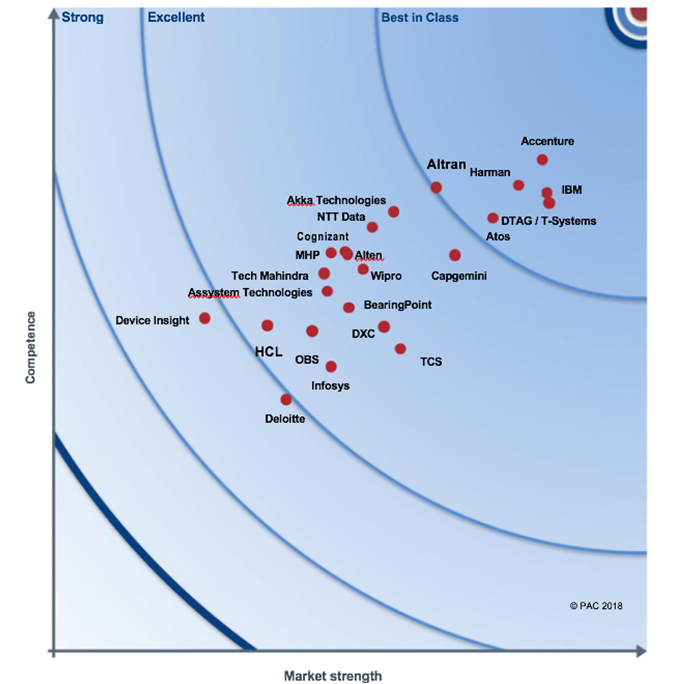 Strong
Excellent
Best in Class
Accenture
Altran
Harman
IBM
Akka Technologies
NTT Data
DTAG / T-Systems
Atos
Cognizant
MHP
Alten
Tech Mahindra
Wipro
Capgemini
Assystem Technologies
BearingPoint
Device Insight
DXC
HCL
OBS
TCS
Infosys
Deloitte
Competence
© PAC 2018
Market strength